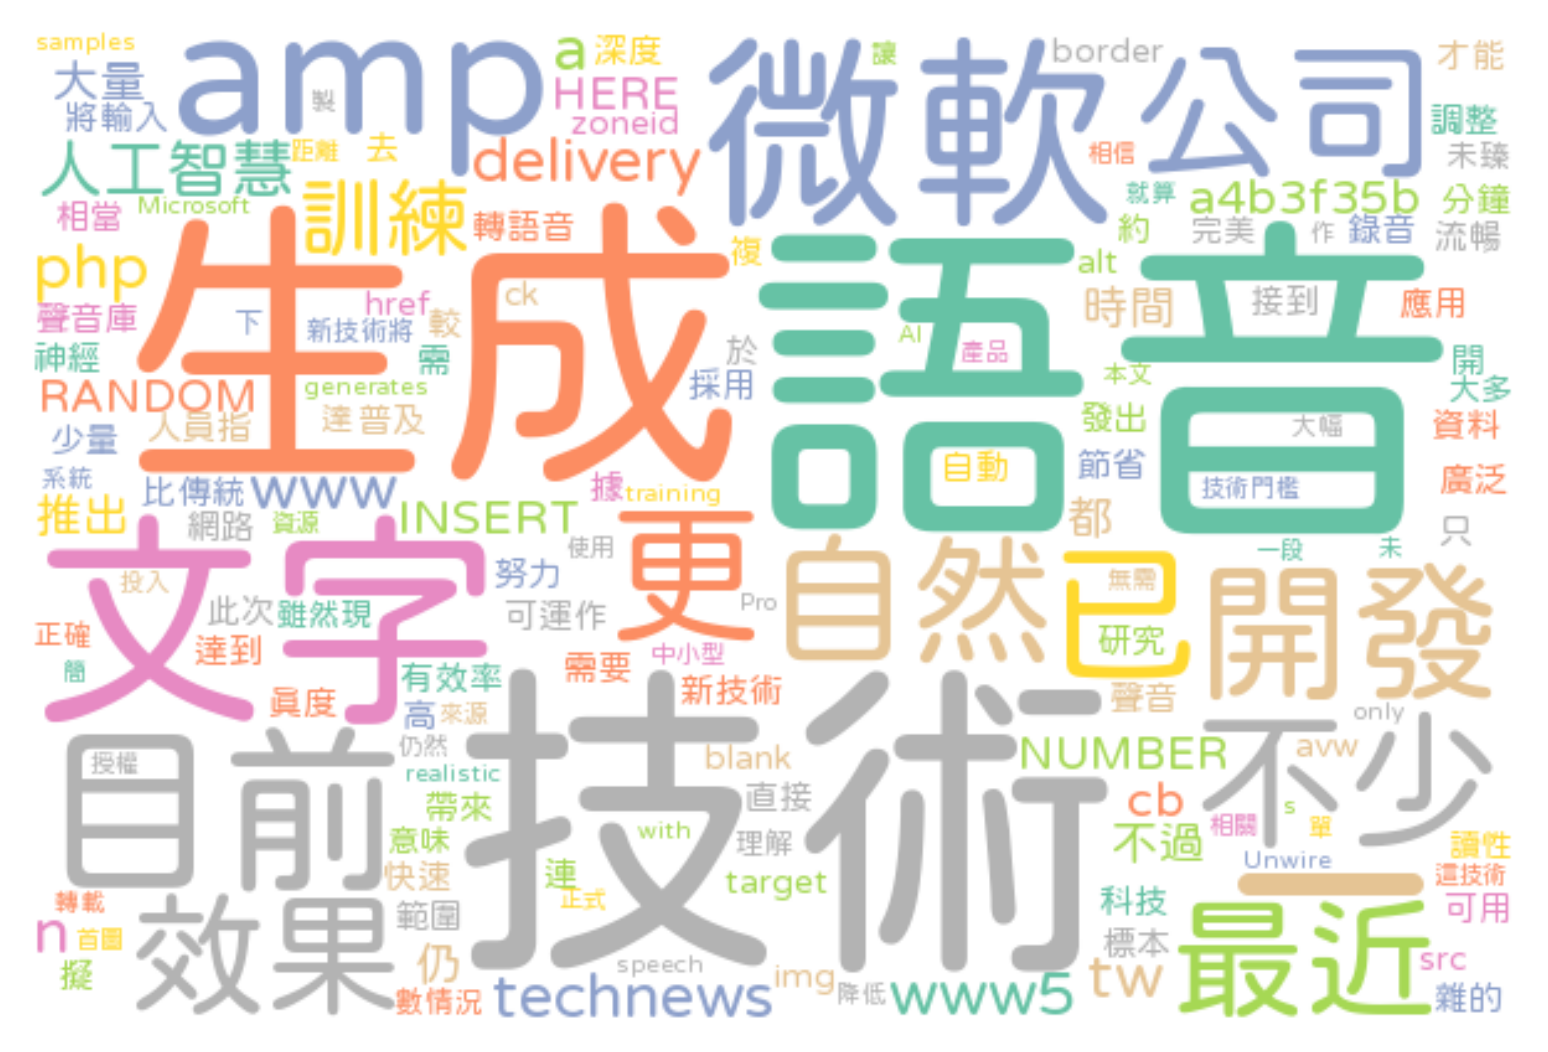 samples
大量
將輸入
amp
製
a
深度
HERE
zoneid
微軟公司
讓
border
才能
調整
未臻
人工智慧
距離
去
delivery
相信
相當
Microsoft
訓練
轉語音
就算
a4b3f35b
分鐘
php
生成
複
語音
約
完美
作
錄音
流暢
alt
聲音庫
下
href
新技術將
ck
較
時間
接到
應用
神經
需
於
AI
產品
開
RANDOM
generates
採用
本文
大多
少量
人員指
達
普及
自動
發出
大幅
資料
系統
比傳統
www
據
training
節省
技術門檻
廣泛
推出
網路
資源
INSERT
都
只
文字
使用
更
自然
已
一段
未
投入
努力
無需
開發
此次
雖然現
可運作
Pro
研究
正確
達到
中小型
簡
有效率
需要
真度
高
來源
新技術
聲音
only
目前
授權
仍然
技術
blank
NUMBER
不少
avw
realistic
帶來
直接
cb
s
意味
with
理解
不過
相關
單
讀性
快速
連
target
Unwire
一
這技術
轉載
正式
科技
可用
n
首圖
效果
範圍
標本
最近
擬
仍
speech
img
tw
src
數情況
technews
降低
www5
雜的